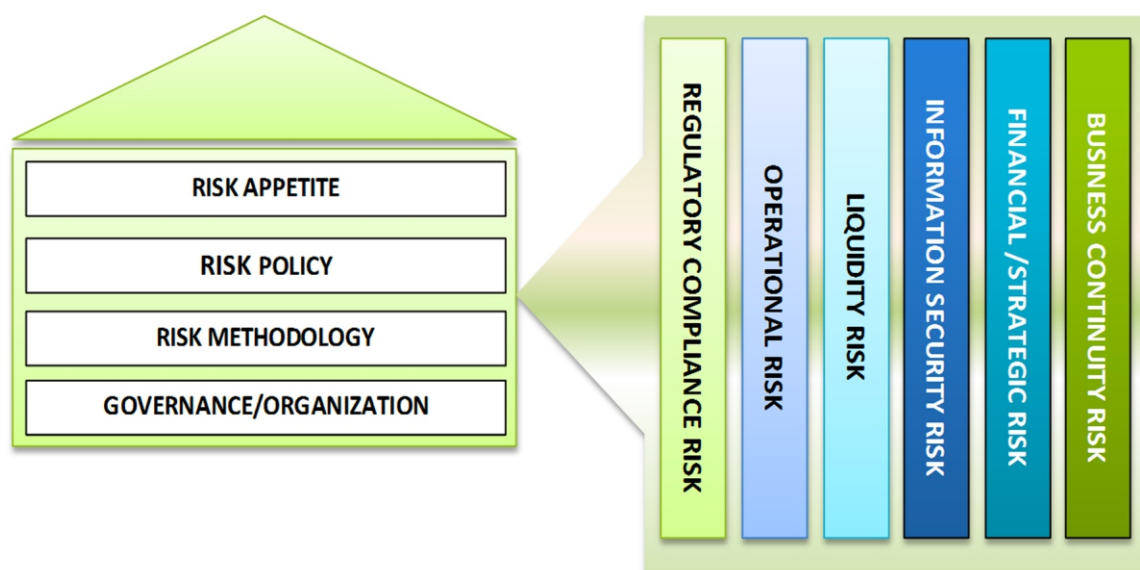 RISK APPETITE
RISK POLICY
RISK METHODOLOGY
GOVERNANCE/ORGANIZATION
REGULATORY COMPLIANCE RISK
OPERATIONAL RISK
LIQUIDITY RISK
INFORMATION SECURITY RISK
FINANCIAL /STRATEGIC RISK
BUSINESS CONTINUITY RISK